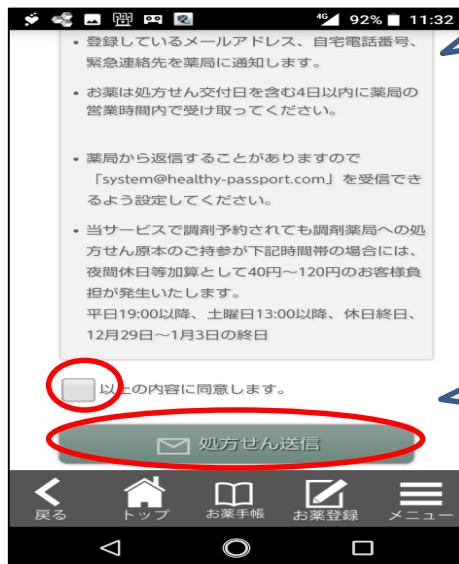 4G 92% 11:32
• 登録しているメールアドレス、自宅電話番号、
緊急連絡先を薬局に通知します。
• お薬は処方せん交付日を含む4日以内に薬局の
営業時間内で受け取ってください。
• 薬局から返信することがありますので
「system@healthy-passport.com」を受信でき
るよう設定してください。
• 当サービスで調剤予約されても調剤薬局への処
方せん原本のご持参が下記時間帯の場合には、
夜間休日等加算として40円〜120円のお客様負
担が発生いたします。
平日19:00以降、土曜日13:00以降、休日終日、
12月29日〜1月3日の終日
以上の内容に同意します。
処方せん送信
戻る トップ お薬手帳 お薬登録 メニュー